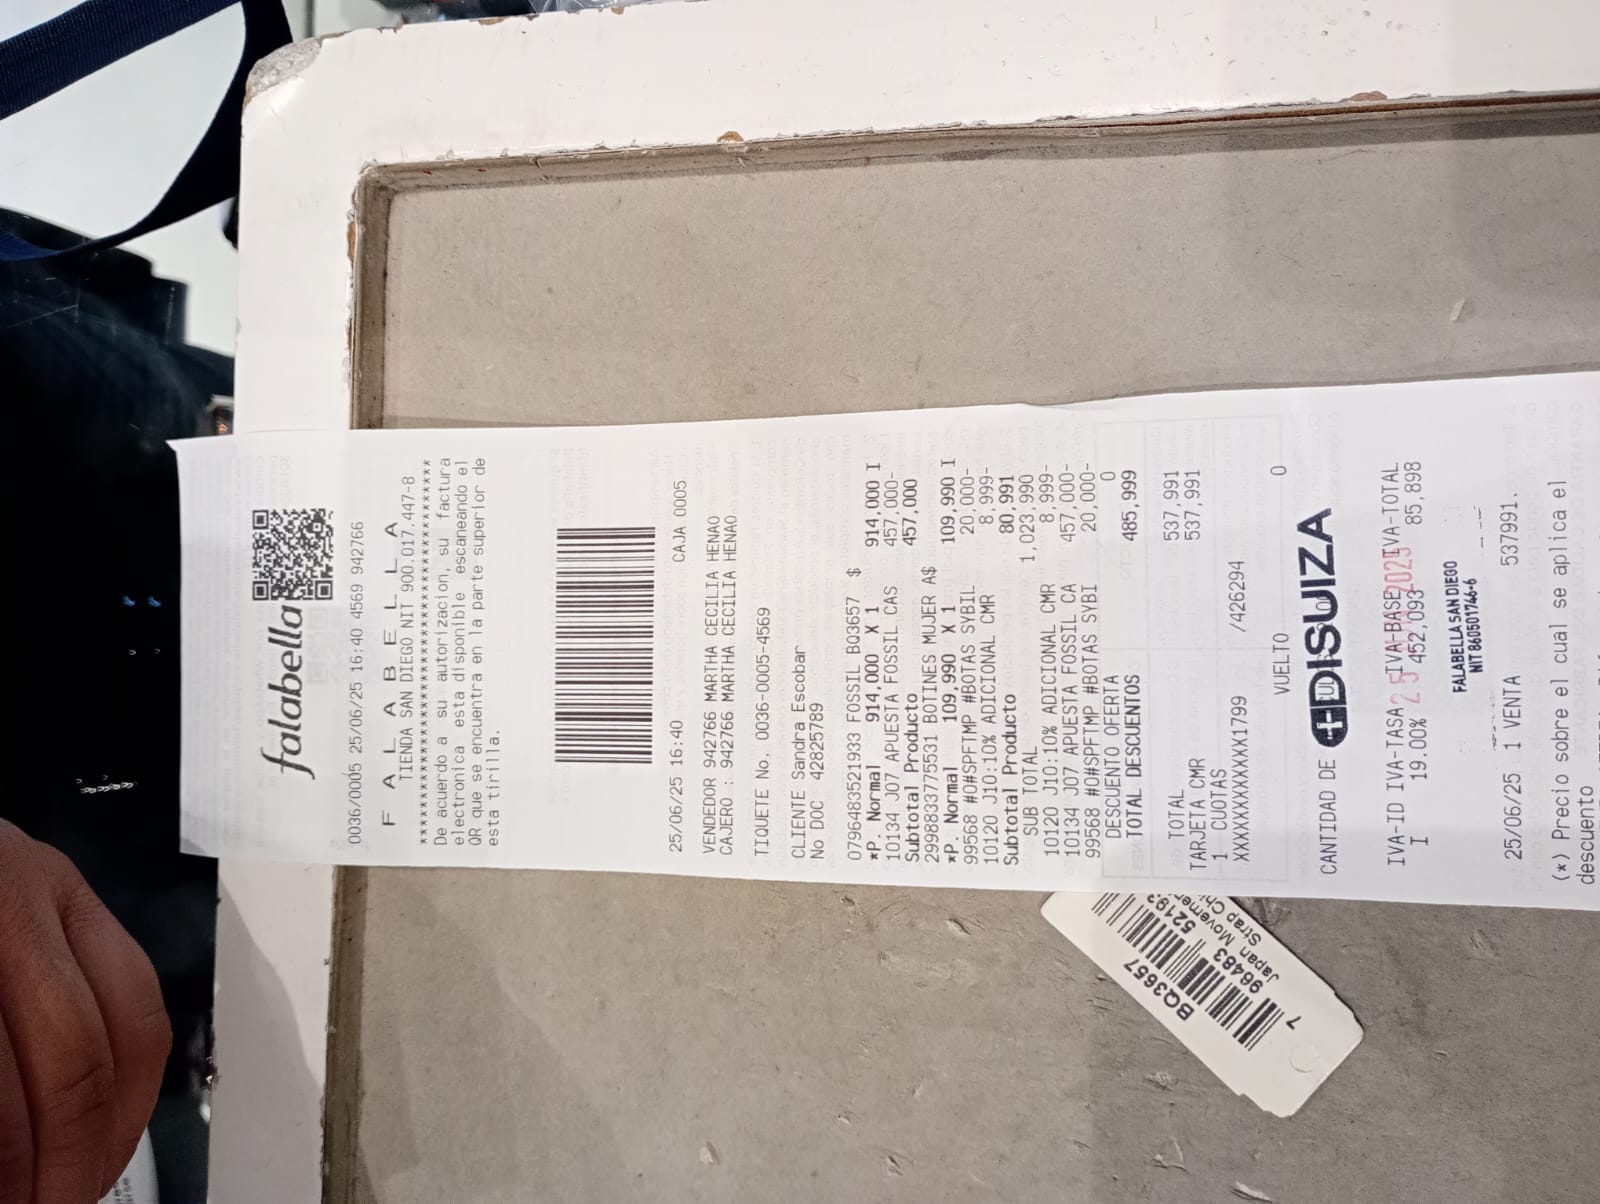 falabella
0036/0005 25/06/25 16:40 4569 942766
F A L A B E L L A
TIENDA SAN DIEGO NIT 900.017.447-8
****************************************
De acuerdo a su autorizacion, su factura
electronica esta disponible escaneando el
QR que se encuentra en la parte superior de
esta tirilla.
25/06/25 16:40 CAJA 0005
VENDEDOR 942766 MARTHA CECILIA HENAO
CAJERO : 942766 MARTHA CECILIA HENAO
TIQUETE No. 0036-0005-4569
CLIENTE Sandra Escobar
No DOC 42825789
0796483521933 FOSSIL BQ3657 $
*P. Normal 914,000 X 1 914,000 I
10134 J07 APUESTA FOSSIL CAS 457,000-
Subtotal Producto 457,000
2998833775531 BOTINES MUJER A$
*P. Normal 109,990 X 1 109,990 I
99568 #O#SPFTMP #BOTAS SYBIL 20,000-
10120 J10:10% ADICIONAL CMR 8,999-
Subtotal Producto 80,991
SUB TOTAL 1,023,990
10120 J10:10% ADICIONAL CMR 8,999-
10134 J07 APUESTA FOSSIL CA 457,000-
99568 #O#SPFTMP #BOTAS SYBI 20,000-
DESCUENTO OFERTA 0
TOTAL DESCUENTOS 485,999
TOTAL 537,991
TARJETA CMR 537,991
1 CUOTAS
XXXXXXXXXXXX1799 /426294
VUELTO 0
CANTIDAD DE
DISUIZA
IVA-ID IVA-TASA IVA-BASE IVA-TOTAL
I 19.00% 452,093 85,898
FALABELLA SAN DIEGO
NIT 860501746-6
25/06/25 1 VENTA 537991.
(*) Precio sobre el cual se aplica el
descuento
BQ3657
7 96483
Japan Movemen
Strap Chi